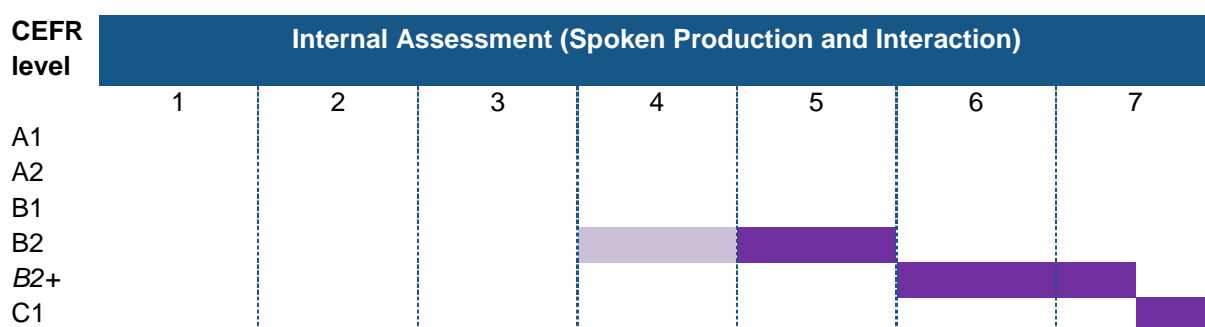 CEFR level
Internal Assessment (Spoken Production and Interaction)
1 2 3 4 5 6 7
A1
A2
B1
B2
B2+
C1